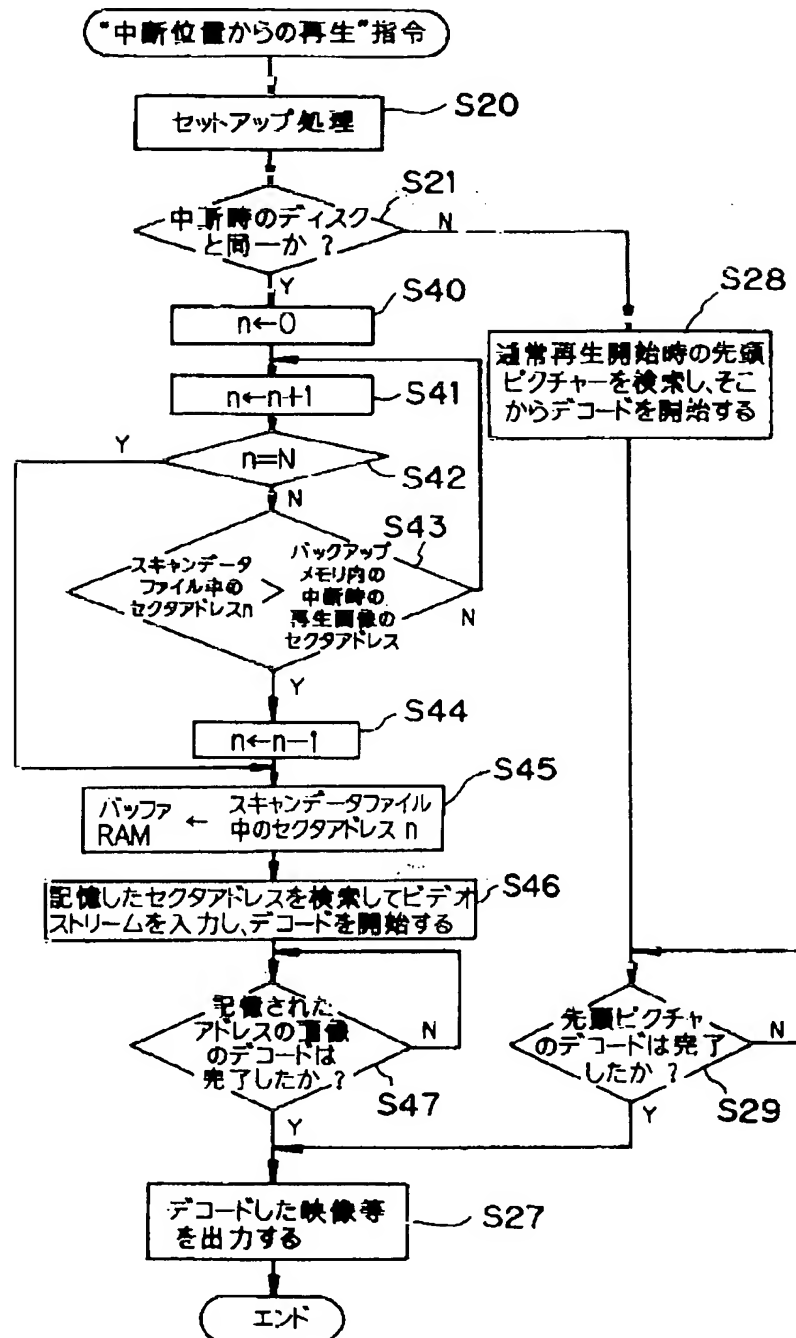 “中断位置からの再生”指令
S20
セットアップ処理
S21
中断時のディスク
と同一か ?
N
Y
S40
n←0
S28
通常再生開始時の先頭
ピクチャーを検索し、そこ
からデコードを開始する
S41
n←n+1
Y
n=N
S42
N
S43
スキャンデータ
ファイル中の
セクタアドレスn
>
バックアップ
メモリ内の
中断時の
再生画像の
セクタアドレス
N
Y
S44
n←n−1
S45
バッファ
RAM
←
スキャンデータファイル
中のセクタアドレス n
S46
記憶したセクタアドレスを検索してビデオ
ストリームを入力し、デコードを開始する
記憶された
アドレスの画像
のデコードは
完了したか ?
N
S47
Y
先頭ピクチャ
のデコードは完了
したか ?
N
S29
Y
デコードした映像等
を出力する
S27
エンド